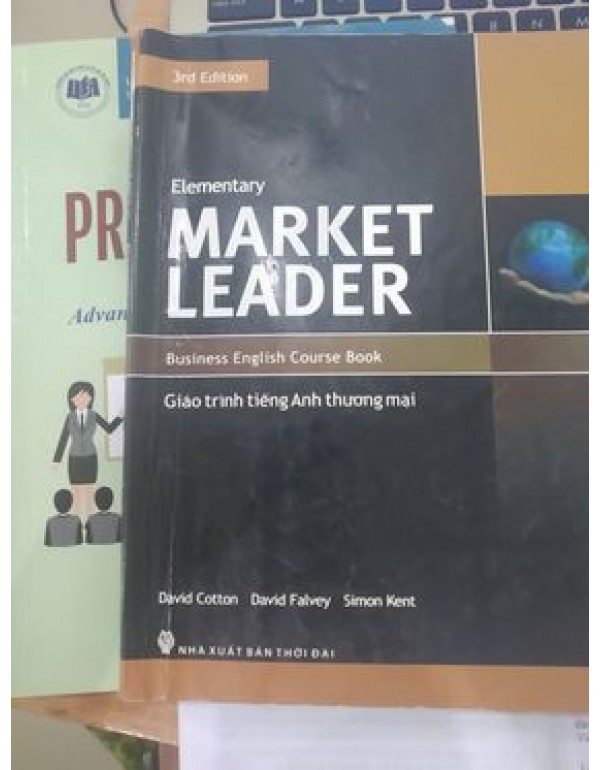 3rd Edition
Elementary
MARKET
LEADER
Business English Course Book
Giáo trình tiếng Anh thương mại
David Cotton David Falvey Simon Kent
NHÀ XUẤT BẢN THỜI ĐẠI
PR
Advan
B N M